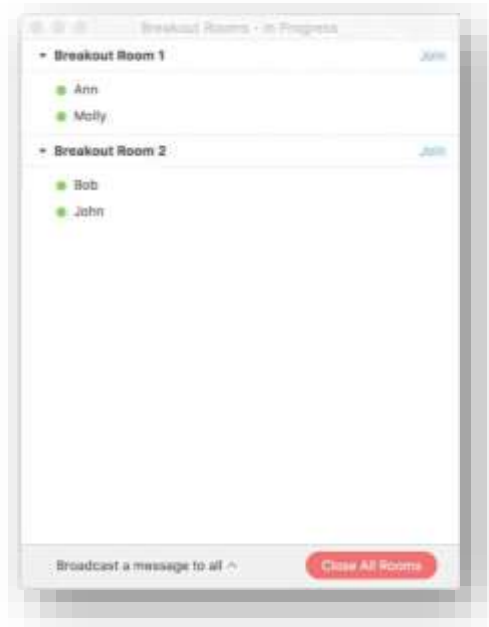 Breakout Rooms - In Progress
Breakout Room 1 Join
Ann
Molly
Breakout Room 2 Join
Bob
John
Broadcast a message to all ^ Close All Rooms